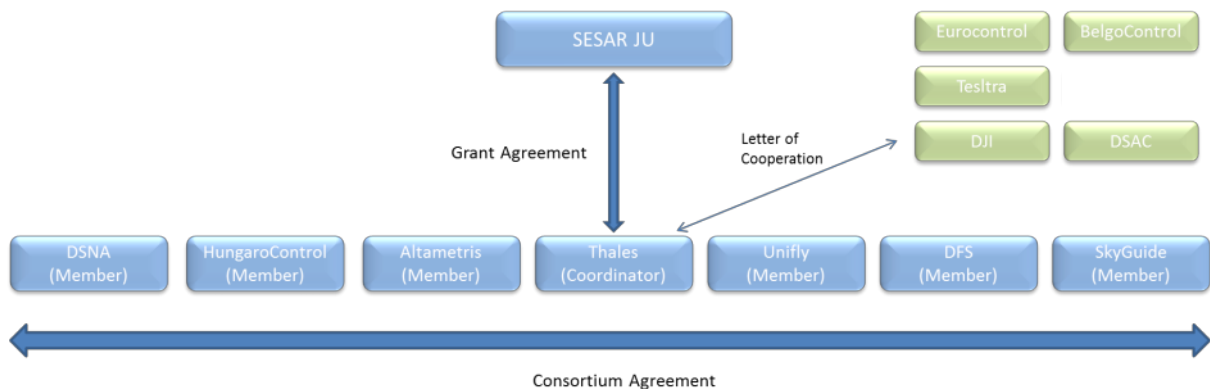 SESAR JU
Eurocontrol
BelgoControl
Tesltra
DJI
DSAC
Grant Agreement
Letter of
Cooperation
DSNA
(Member)
HungaroControl
(Member)
Altametris
(Member)
Thales
(Coordinator)
Unifly
(Member)
DFS
(Member)
SkyGuide
(Member)
Consortium Agreement